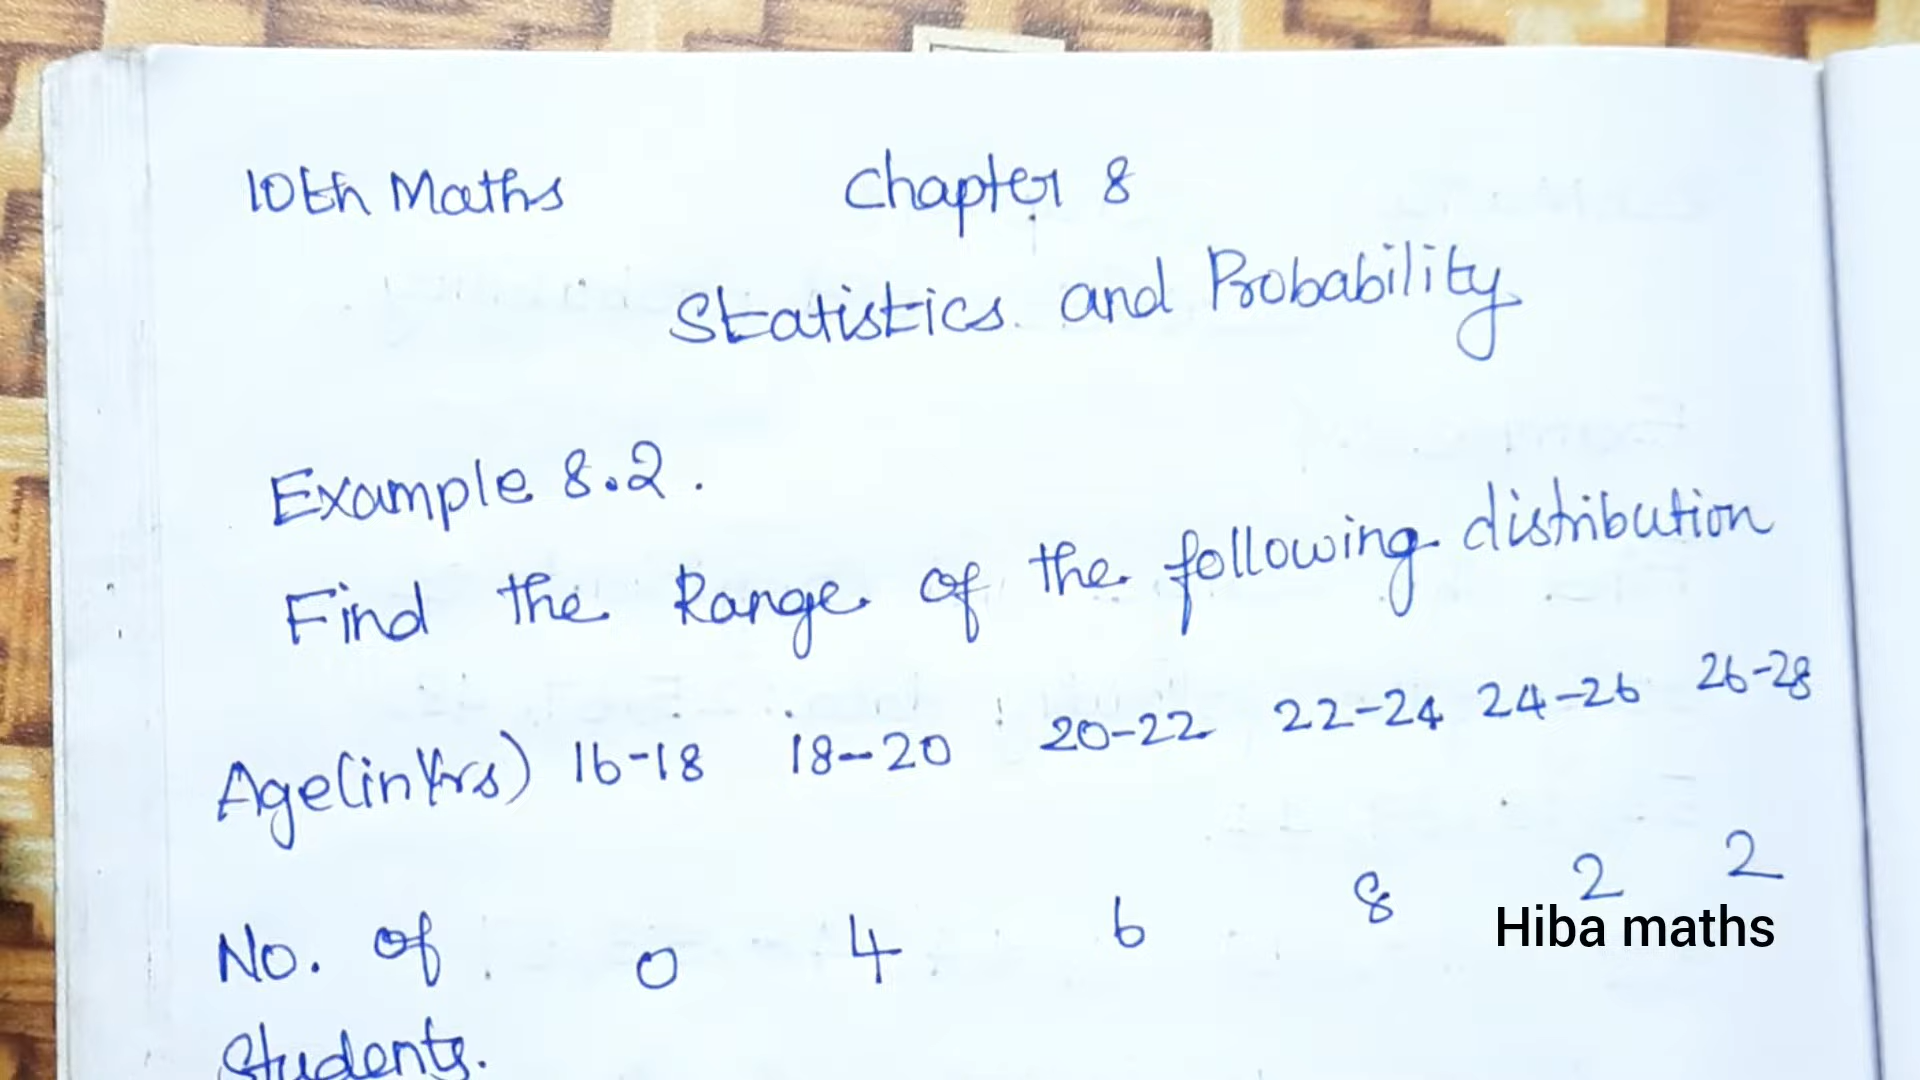 10th Maths Chapter 8
Statistics and Probability
Example 8.2.
Find the Range of the following distribution
Age(in Yrs) 16-18 18-20 20-22 22-24 24-26 26-28
No. of 0 4 6 8 2 2
Students.
Hiba maths